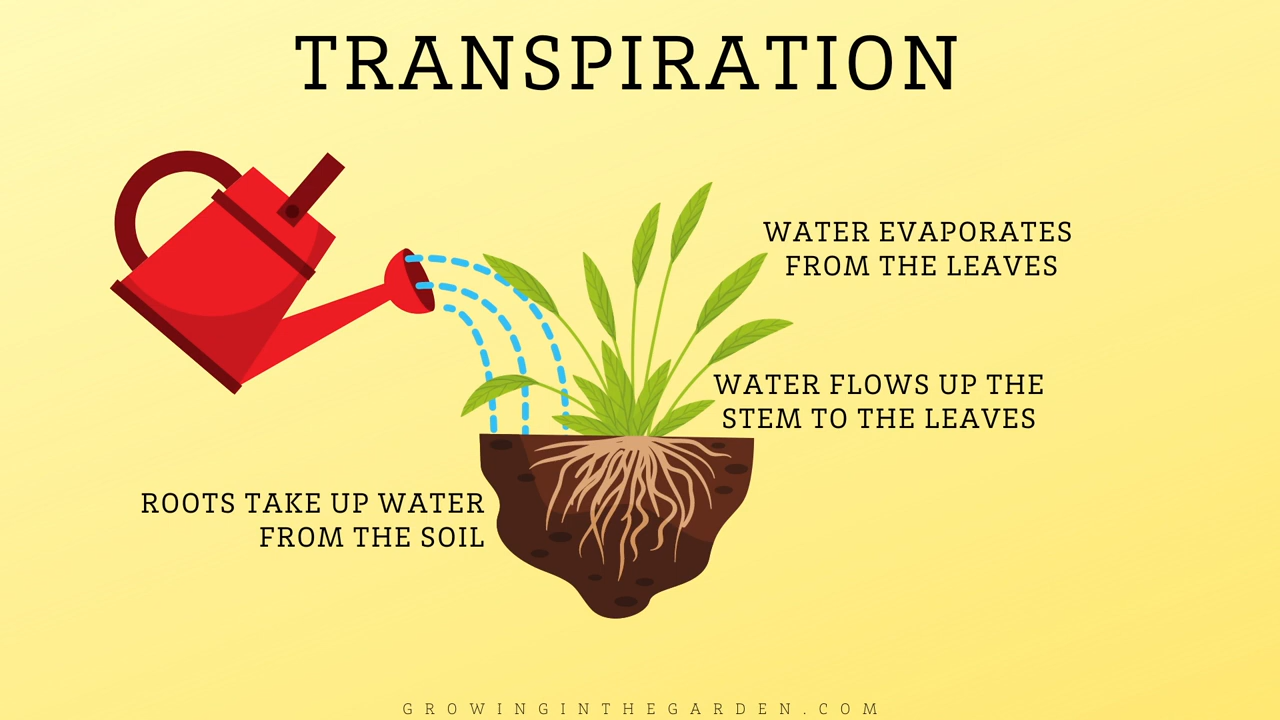 TRANSPIRATION
WATER EVAPORATES
FROM THE LEAVES
WATER FLOWS UP THE
STEM TO THE LEAVES
ROOTS TAKE UP WATER
FROM THE SOIL
GROWINGINTHEGARDEN.COM